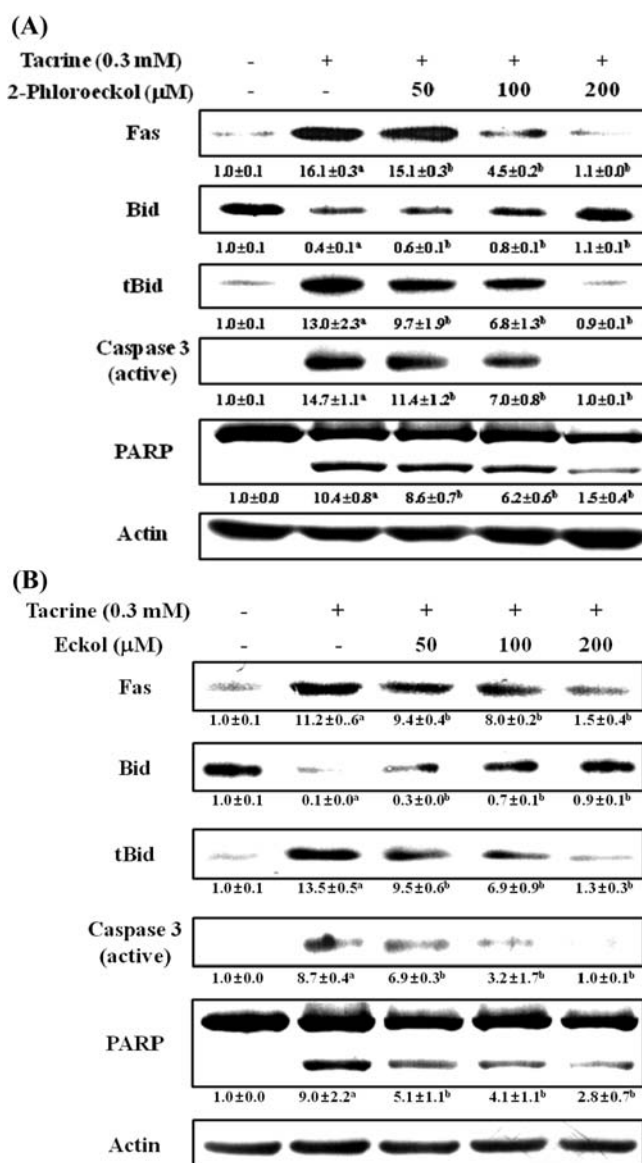 (A)
Tacrine (0.3 mM) - + + + +
2-Phloroeckol (μM) - - 50 100 200
Fas
1.0±0.1 16.1±0.3ª 15.1±0.3ᵇ 4.5±0.2ᵇ 1.1±0.0ᵇ
Bid
1.0±0.1 0.4±0.1ª 0.6±0.1ᵇ 0.8±0.1ᵇ 1.1±0.1ᵇ
tBid
1.0±0.1 13.0±2.3ª 9.7±1.9ᵇ 6.8±1.3ᵇ 0.9±0.1ᵇ
Caspase 3
(active)
1.0±0.1 14.7±1.1ª 11.4±1.2ᵇ 7.0±0.8ᵇ 1.0±0.1ᵇ
PARP
1.0±0.0 10.4±0.8ª 8.6±0.7ᵇ 6.2±0.6ᵇ 1.5±0.4ᵇ
Actin
(B)
Tacrine (0.3 mM) - + + + +
Eckol (μM) - - 50 100 200
Fas
1.0±0.1 11.2±0..6ª 9.4±0.4ᵇ 8.0±0.2ᵇ 1.5±0.4ᵇ
Bid
1.0±0.1 0.1±0.0ª 0.3±0.0ᵇ 0.7±0.1ᵇ 0.9±0.1ᵇ
tBid
1.0±0.1 13.5±0.5ª 9.5±0.6ᵇ 6.9±0.9ᵇ 1.3±0.3ᵇ
Caspase 3
(active)
1.0±0.0 8.7±0.4ª 6.9±0.3ᵇ 3.2±1.7ᵇ 1.0±0.1ᵇ
PARP
1.0±0.0 9.0±2.2ª 5.1±1.1ᵇ 4.1±1.1ᵇ 2.8±0.7ᵇ
Actin